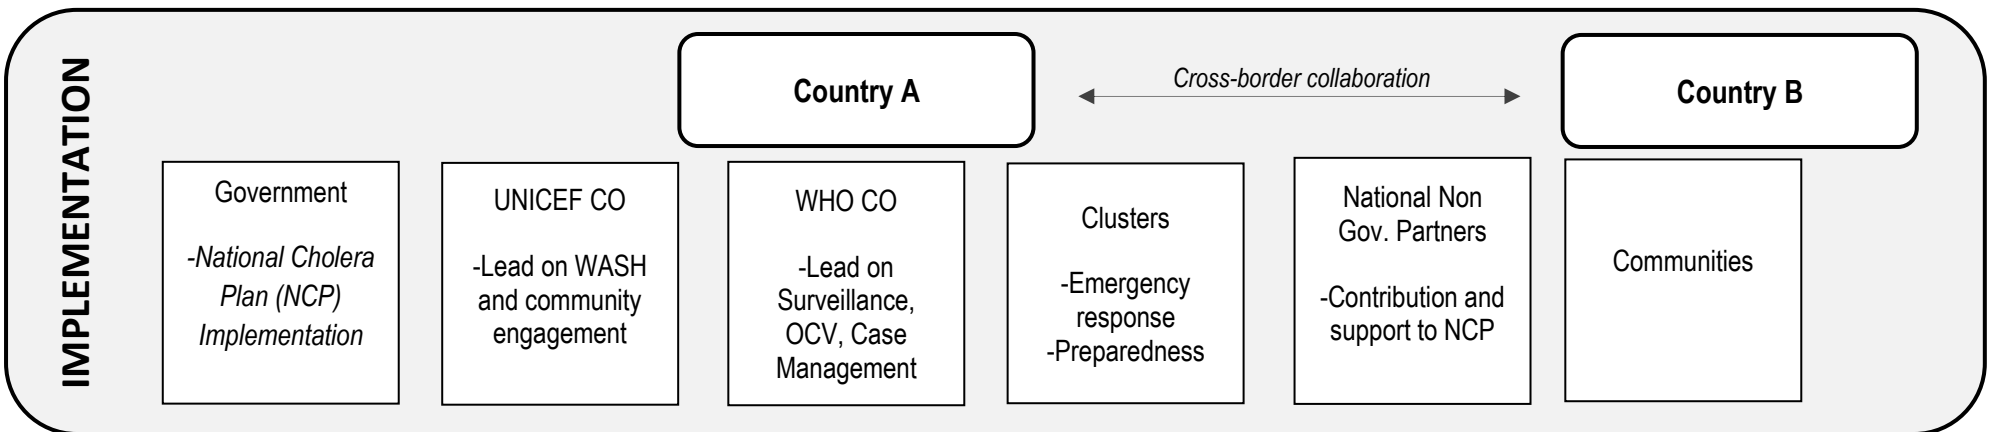 IMPLEMENTATION
Country A
Cross-border collaboration
Country B
Government
-National Cholera
Plan (NCP)
Implementation
UNICEF CO
-Lead on WASH
and community
engagement
WHO CO
-Lead on
Surveillance,
OCV, Case
Management
Clusters
-Emergency
response
-Preparedness
National Non
Gov. Partners
-Contribution and
support to NCP
Communities